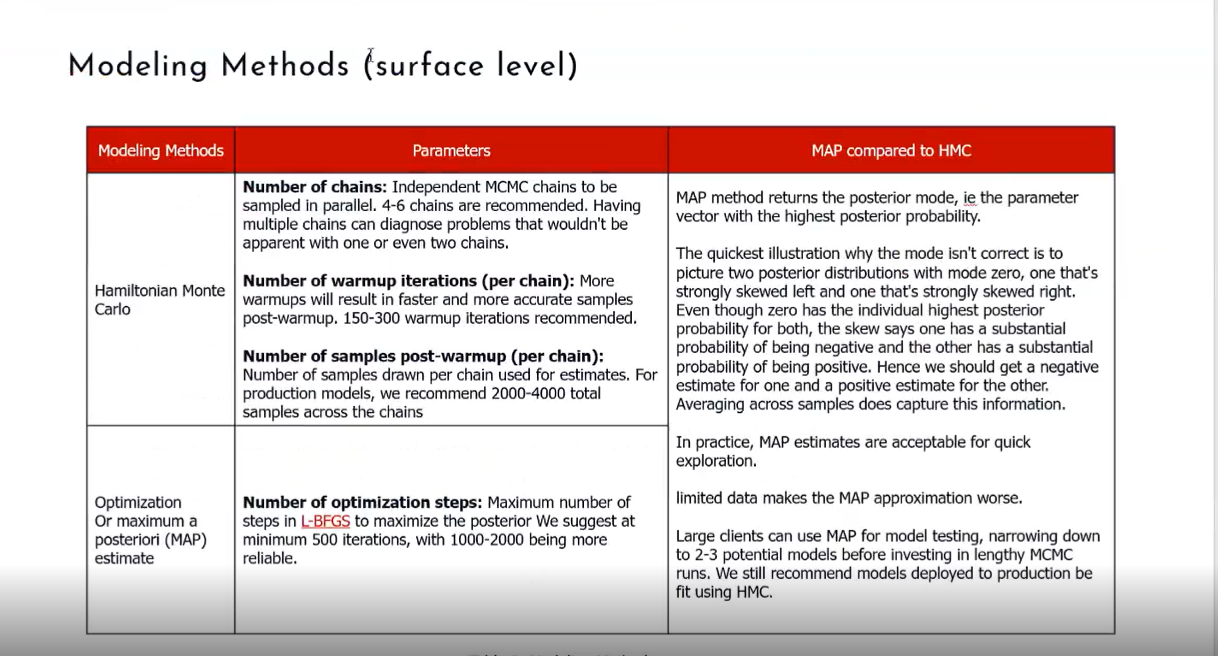 Modeling Methods (surface level)
Modeling Methods
Parameters
MAP compared to HMC
Hamiltonian Monte
Carlo
Number of chains: Independent MCMC chains to be
sampled in parallel. 4-6 chains are recommended. Having
multiple chains can diagnose problems that wouldn't be
apparent with one or even two chains.
Number of warmup iterations (per chain): More
warmups will result in faster and more accurate samples
post-warmup. 150-300 warmup iterations recommended.
Number of samples post-warmup (per chain):
Number of samples drawn per chain used for estimates. For
production models, we recommend 2000-4000 total
samples across the chains
MAP method returns the posterior mode, ie the parameter
vector with the highest posterior probability.
The quickest illustration why the mode isn't correct is to
picture two posterior distributions with mode zero, one that's
strongly skewed left and one that's strongly skewed right.
Even though zero has the individual highest posterior
probability for both, the skew says one has a substantial
probability of being negative and the other has a substantial
probability of being positive. Hence we should get a negative
estimate for one and a positive estimate for the other.
Averaging across samples does capture this information.
In practice, MAP estimates are acceptable for quick
exploration.
limited data makes the MAP approximation worse.
Large clients can use MAP for model testing, narrowing down
to 2-3 potential models before investing in lengthy MCMC
runs. We still recommend models deployed to production be
fit using HMC.
Optimization
Or maximum a
posteriori (MAP)
estimate
Number of optimization steps: Maximum number of
steps in L-BFGS to maximize the posterior We suggest at
minimum 500 iterations, with 1000-2000 being more
reliable.